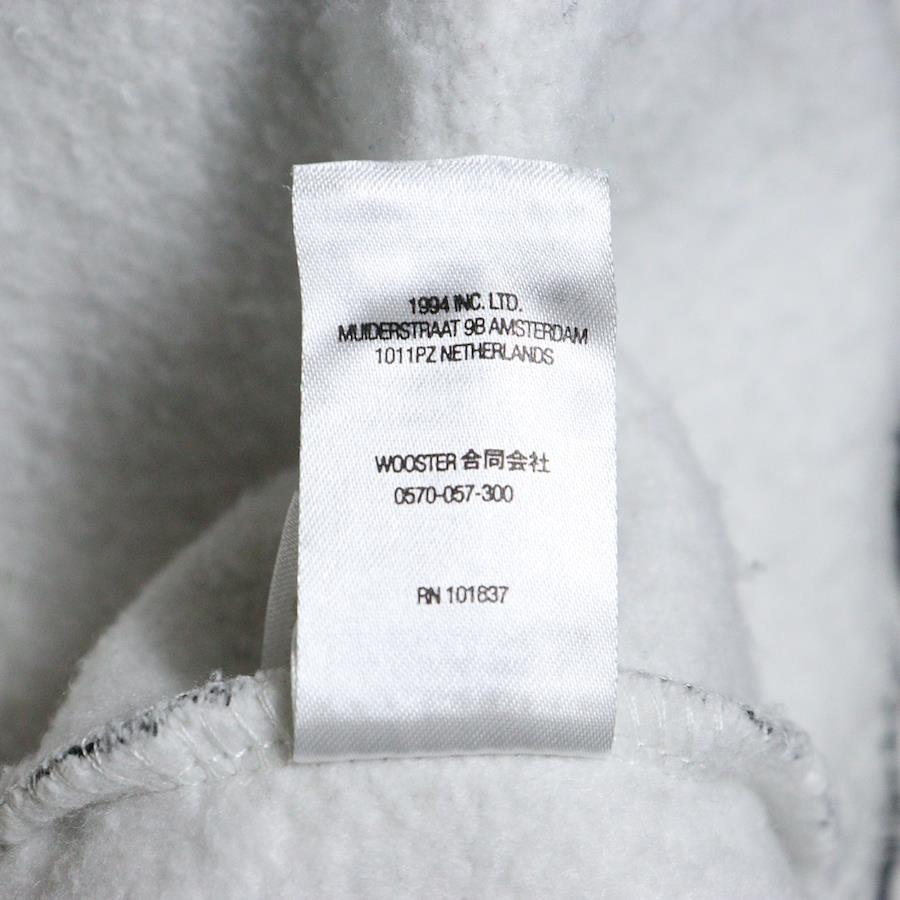 1994 INC. LTD.
MUIDERSTRAAT 9B AMSTERDAM
1011PZ NETHERLANDS
WOOSTER 合同会社
0570-057-300
RN 101837